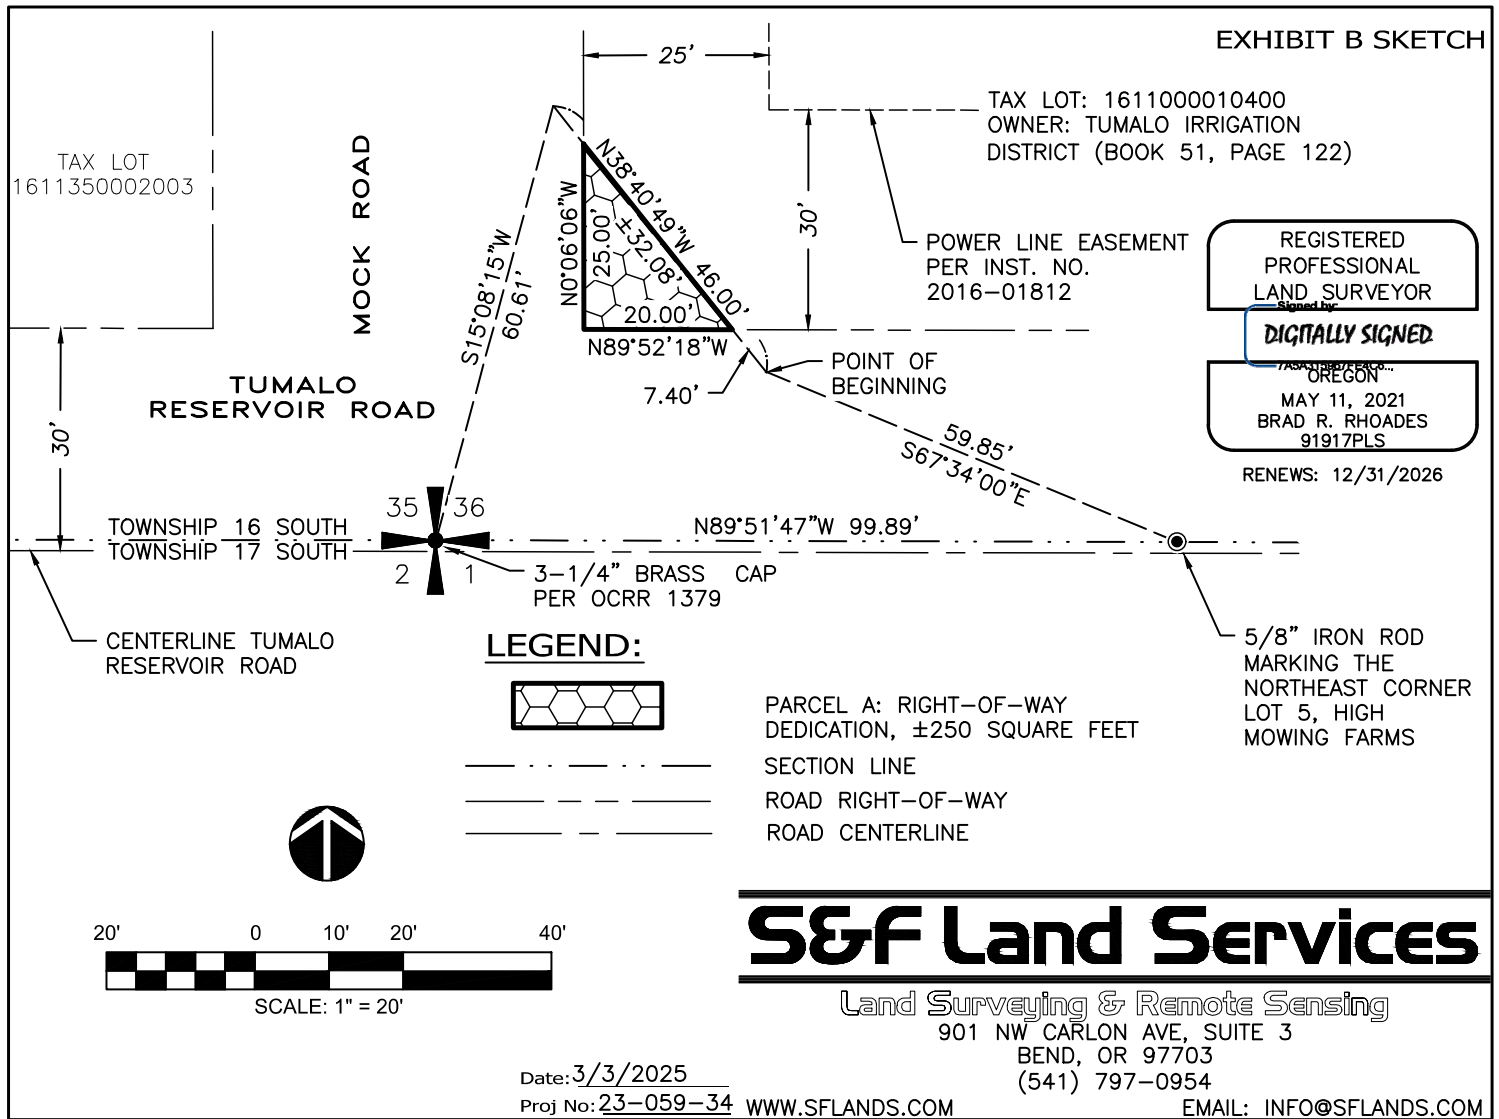 EXHIBIT B SKETCH
25'
TAX LOT: 1611000010400
OWNER: TUMALO IRRIGATION
DISTRICT (BOOK 51, PAGE 122)
TAX LOT
1611350002003
MOCK ROAD
N38°40'49"W 46.00'
±32.08'
N0°06'06"W
25.00'
20.00'
N89°52'18"W
S15°08'15"W
60.61'
30'
POWER LINE EASEMENT
PER INST. NO.
2016-01812
REGISTERED
PROFESSIONAL
LAND SURVEYOR
Signed by:
DIGITALLY SIGNED
OREGON
MAY 11, 2021
BRAD R. RHOADES
91917PLS
RENEWS: 12/31/2026
POINT OF
BEGINNING
7.40'
TUMALO
RESERVOIR ROAD
30'
59.85'
S67°34'00"E
35 36
TOWNSHIP 16 SOUTH
TOWNSHIP 17 SOUTH
2 1
N89°51'47"W 99.89'
3-1/4" BRASS CAP
PER OCRR 1379
CENTERLINE TUMALO
RESERVOIR ROAD
5/8" IRON ROD
MARKING THE
NORTHEAST CORNER
LOT 5, HIGH
MOWING FARMS
LEGEND:
PARCEL A: RIGHT-OF-WAY
DEDICATION, ±250 SQUARE FEET
SECTION LINE
ROAD RIGHT-OF-WAY
ROAD CENTERLINE
20' 0 10' 20' 40'
SCALE: 1" = 20'
S&F Land Services
Land Surveying & Remote Sensing
901 NW CARLON AVE, SUITE 3
BEND, OR 97703
(541) 797-0954
Date: 3/3/2025
Proj No: 23-059-34
WWW.SFLANDS.COM
EMAIL: INFO@SFLANDS.COM